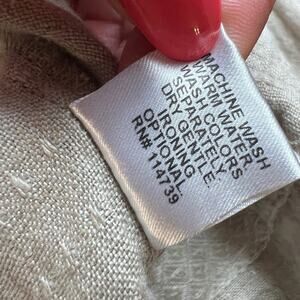 MACHINE WASH
WARM WATER
WASH COLORS
SEPARATELY
DRY GENTLE
IRONING
OPTIONAL
RN# 114739